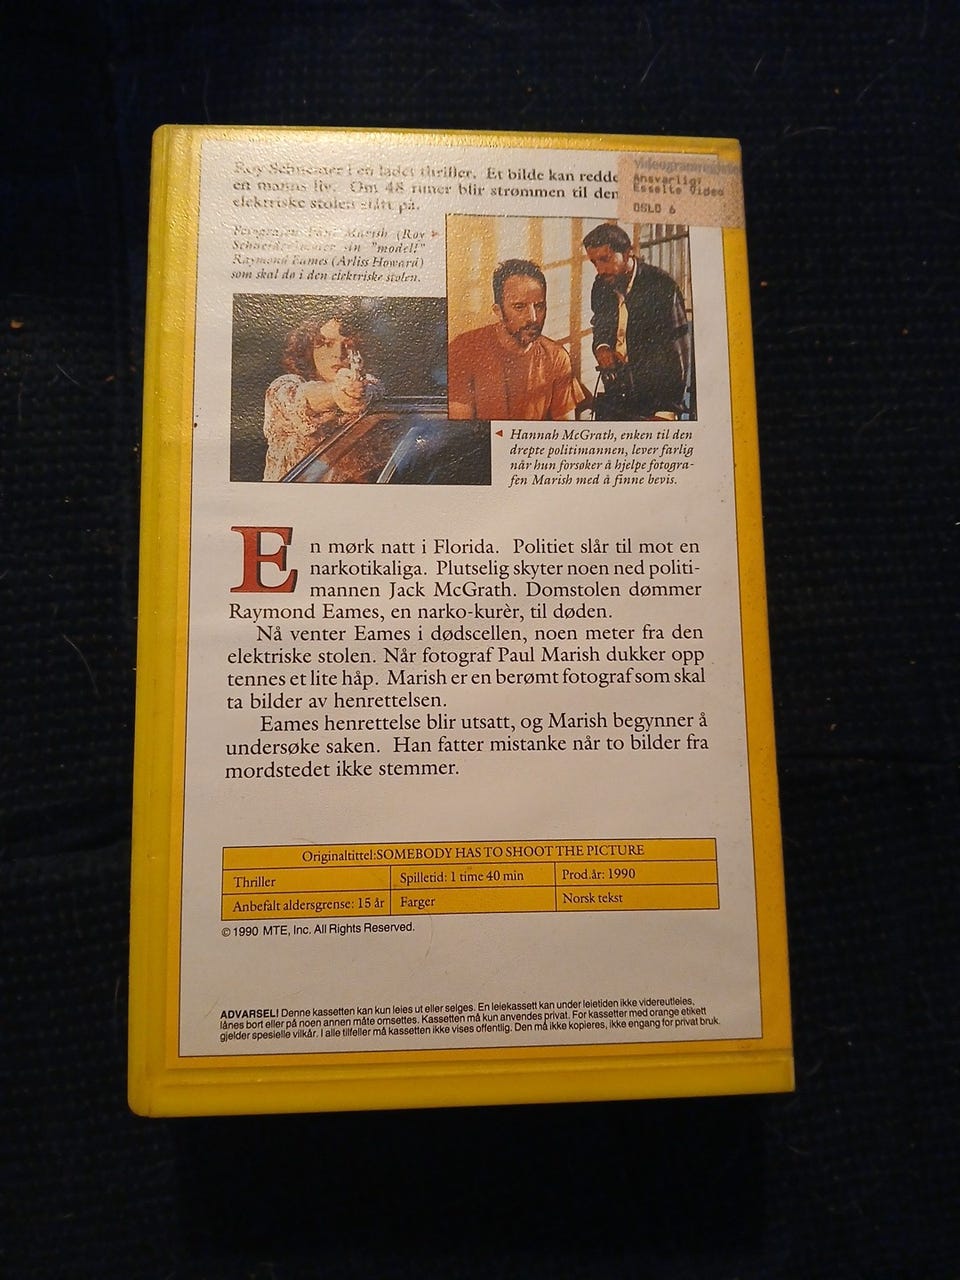 Roy Scheider i en ladet thriller. Et bilde kan redde
en manns liv. Om 48 timer blir strømmen til den
elektriske stolen slått på.
videogramregister
Ansvarlig:
Esselte Video
OSLO 6
Fotografen Paul Marish (Roy
Scheider) møter sin "model!"
Raymond Eames (Arliss Howard)
som skal dø i den elektriske stolen.
Hannah McGrath, enken til den
drepte politimannen, lever farlig
når hun forsøker å hjelpe fotogra-
fen Marish med å finne bevis.
En mørk natt i Florida. Politiet slår til mot en
narkotikaliga. Plutselig skyter noen ned politi-
mannen Jack McGrath. Domstolen dømmer
Raymond Eames, en narko-kurèr, til døden.
Nå venter Eames i dødscellen, noen meter fra den
elektriske stolen. Når fotograf Paul Marish dukker opp
tennes et lite håp. Marish er en berømt fotograf som skal
ta bilder av henrettelsen.
Eames henrettelse blir utsatt, og Marish begynner å
undersøke saken. Han fatter mistanke når to bilder fra
mordstedet ikke stemmer.
Originaltittel:SOMEBODY HAS TO SHOOT THE PICTURE
Thriller Spilletid: 1 time 40 min Prod.år: 1990
Anbefalt aldersgrense: 15 år Farger Norsk tekst
© 1990 MTE, Inc. All Rights Reserved.
ADVARSEL! Denne kassetten kan kun leies ut eller selges. En leiekassett kan under leietiden ikke videreutleies,
lånes bort eller på noen annen måte omsettes. Kassetten må kun anvendes privat. For kassetter med orange etikett
gjelder spesielle vilkår. I alle tilfeller må kassetten ikke vises offentlig. Den må ikke kopieres, ikke engang for privat bruk.